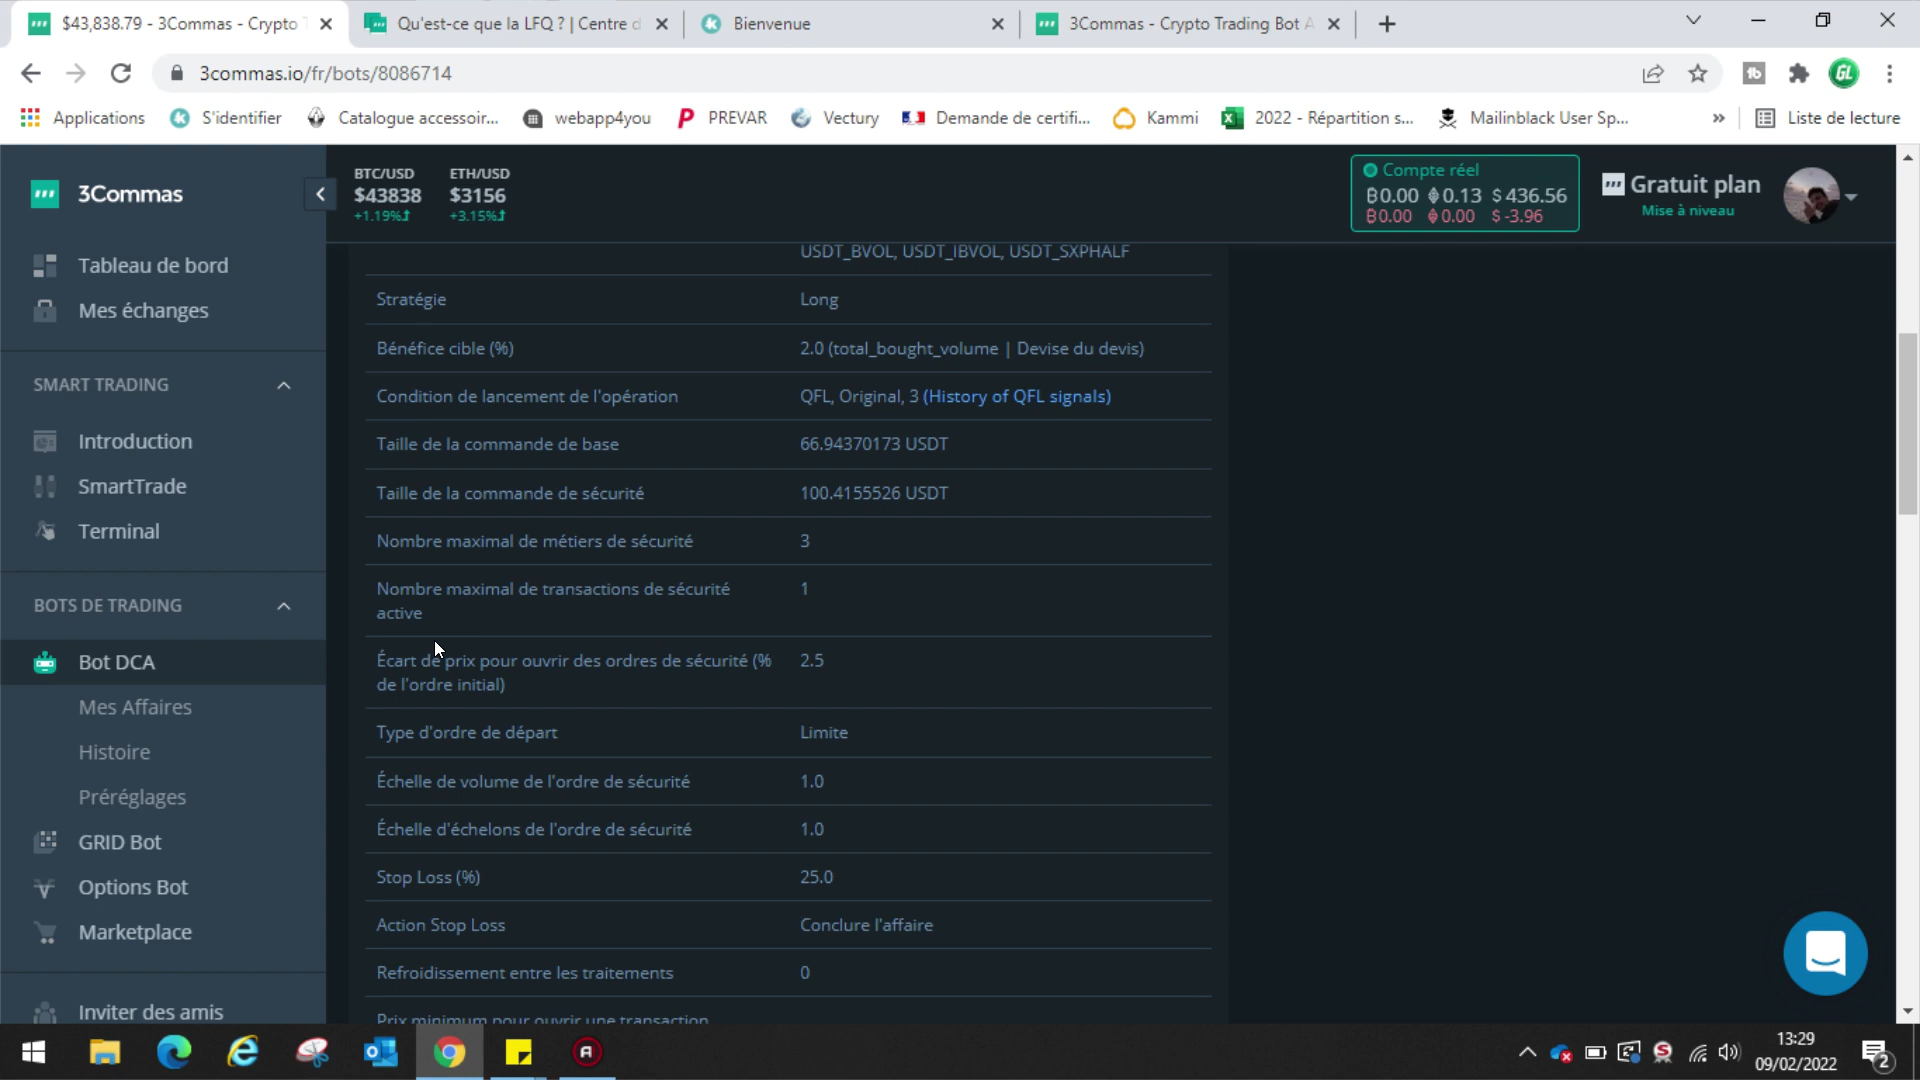 $43,838.79 - 3Commas - Crypto T
Qu'est-ce que la LFQ ? | Centre d
Bienvenue
3Commas - Crypto Trading Bot A
3commas.io/fr/bots/8086714
Applications
S'identifier
Catalogue accessoir...
webapp4you
PREVAR
Vectury
Demande de certifi...
Kammi
2022 - Répartition s...
Mailinblack User Sp...
»
Liste de lecture
3Commas
BTC/USD
$43838
+1.19%
ETH/USD
$3156
+3.15%
Compte réel
0.00 0.13 $ 436.56
0.00 0.00 $ -3.96
Gratuit plan
Mise à niveau
Tableau de bord
Mes échanges
SMART TRADING
Introduction
SmartTrade
Terminal
BOTS DE TRADING
Bot DCA
Mes Affaires
Histoire
Préréglages
GRID Bot
Options Bot
Marketplace
Inviter des amis
USDT_BVOL, USDT_IBVOL, USDT_SXPHALF
Stratégie Long
Bénéfice cible (%) 2.0 (total_bought_volume | Devise du devis)
Condition de lancement de l'opération QFL, Original, 3 (History of QFL signals)
Taille de la commande de base 66.94370173 USDT
Taille de la commande de sécurité 100.4155526 USDT
Nombre maximal de métiers de sécurité 3
Nombre maximal de transactions de sécurité 1
active
Écart de prix pour ouvrir des ordres de sécurité (% 2.5
de l'ordre initial)
Type d'ordre de départ Limite
Échelle de volume de l'ordre de sécurité 1.0
Échelle d'échelons de l'ordre de sécurité 1.0
Stop Loss (%) 25.0
Action Stop Loss Conclure l'affaire
Refroidissement entre les traitements 0
Prix minimum pour ouvrir une transaction
13:29
09/02/2022
2